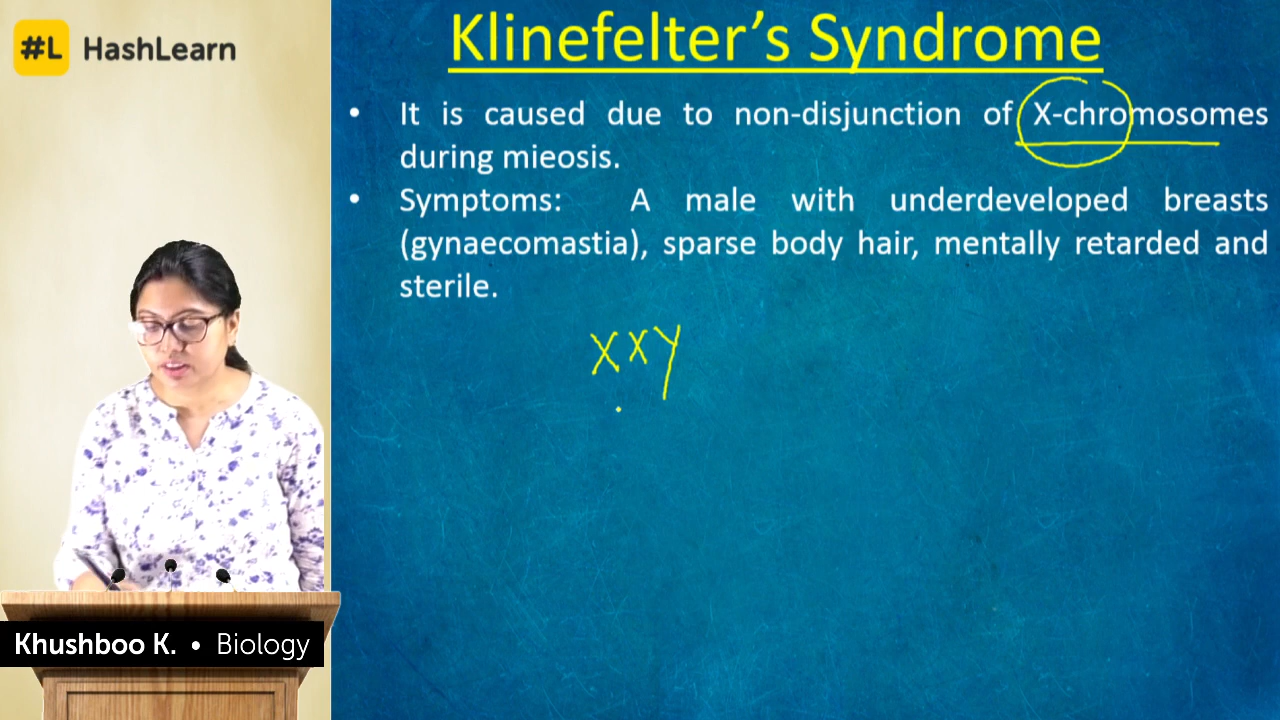 #L HashLearn
Klinefelter’s Syndrome
• It is caused due to non-disjunction of X-chromosomes
during mieosis.
• Symptoms: A male with underdeveloped breasts
(gynaecomastia), sparse body hair, mentally retarded and
sterile.
XXY
Khushboo K. • Biology